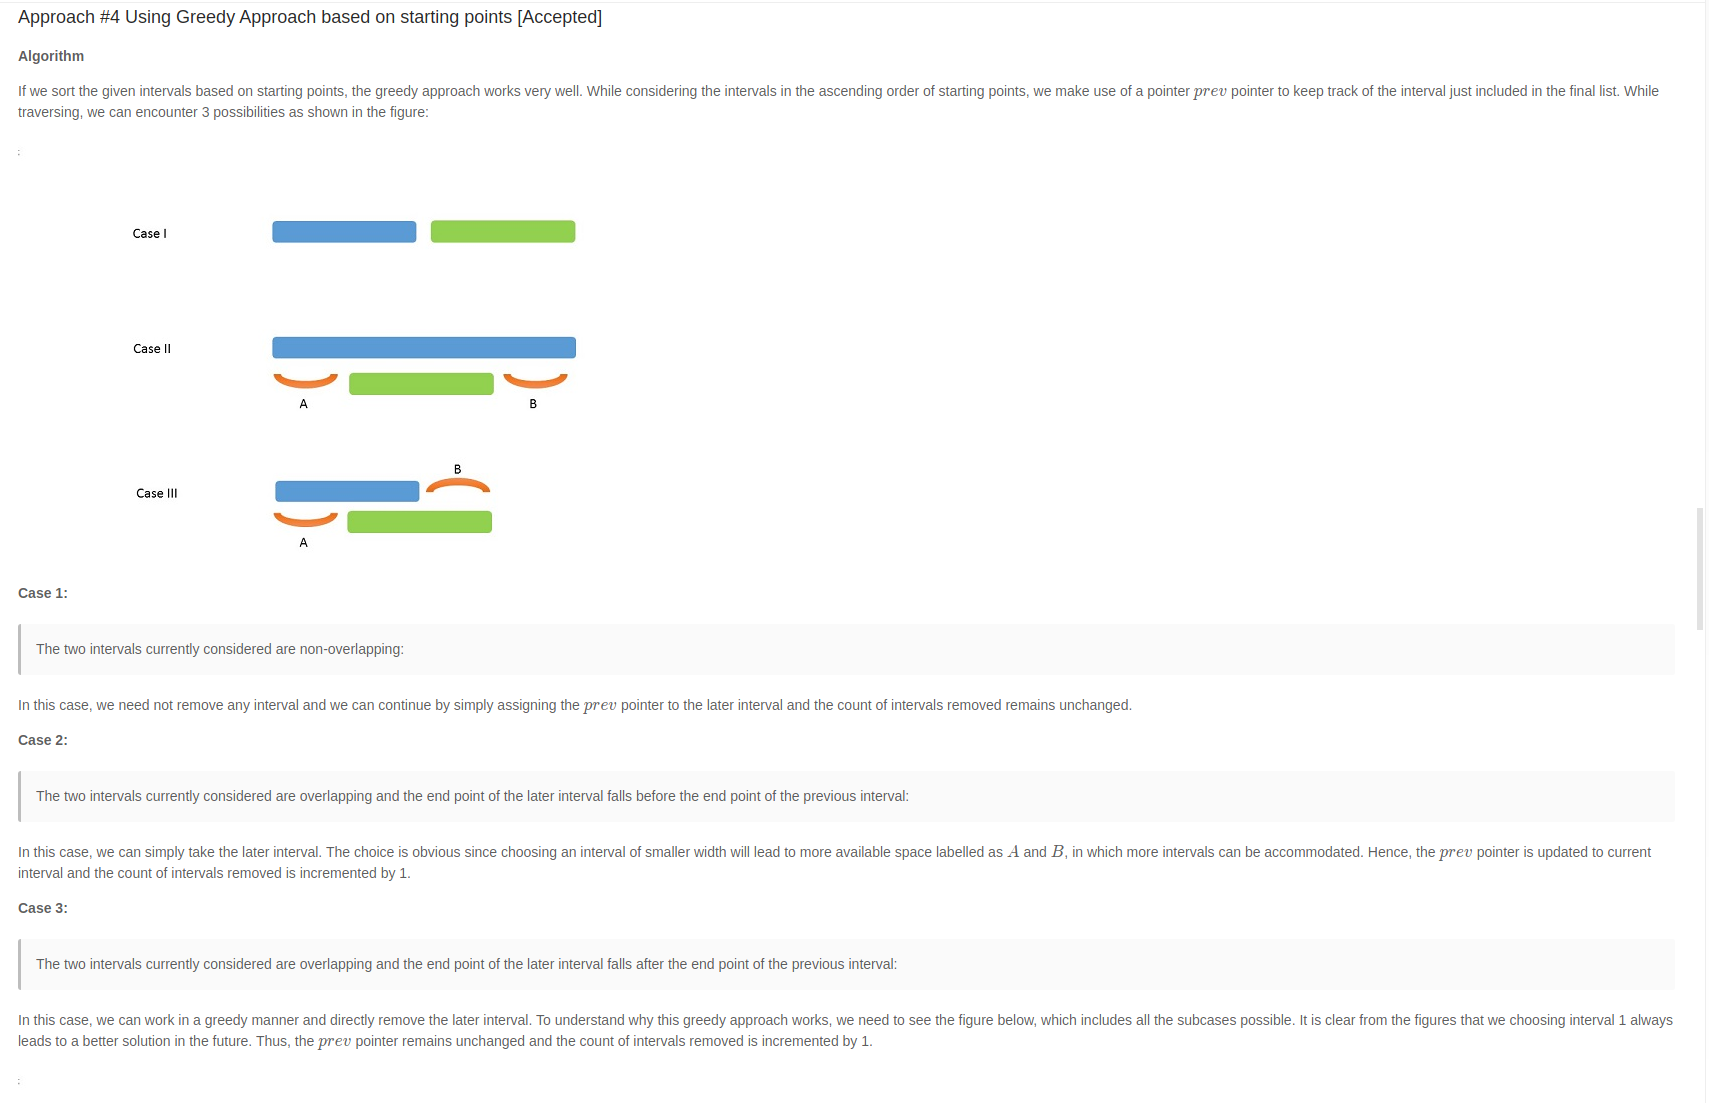 Approach #4 Using Greedy Approach based on starting points [Accepted]
Algorithm
If we sort the given intervals based on starting points, the greedy approach works very well. While considering the intervals in the ascending order of starting points, we make use of a pointer prev pointer to keep track of the interval just included in the final list. While
traversing, we can encounter 3 possibilities as shown in the figure:
;
Case I
Case II
A B
B
Case III
A
Case 1:
The two intervals currently considered are non-overlapping:
In this case, we need not remove any interval and we can continue by simply assigning the prev pointer to the later interval and the count of intervals removed remains unchanged.
Case 2:
The two intervals currently considered are overlapping and the end point of the later interval falls before the end point of the previous interval:
In this case, we can simply take the later interval. The choice is obvious since choosing an interval of smaller width will lead to more available space labelled as A and B, in which more intervals can be accommodated. Hence, the prev pointer is updated to current
interval and the count of intervals removed is incremented by 1.
Case 3:
The two intervals currently considered are overlapping and the end point of the later interval falls after the end point of the previous interval:
In this case, we can work in a greedy manner and directly remove the later interval. To understand why this greedy approach works, we need to see the figure below, which includes all the subcases possible. It is clear from the figures that we choosing interval 1 always
leads to a better solution in the future. Thus, the prev pointer remains unchanged and the count of intervals removed is incremented by 1.
;